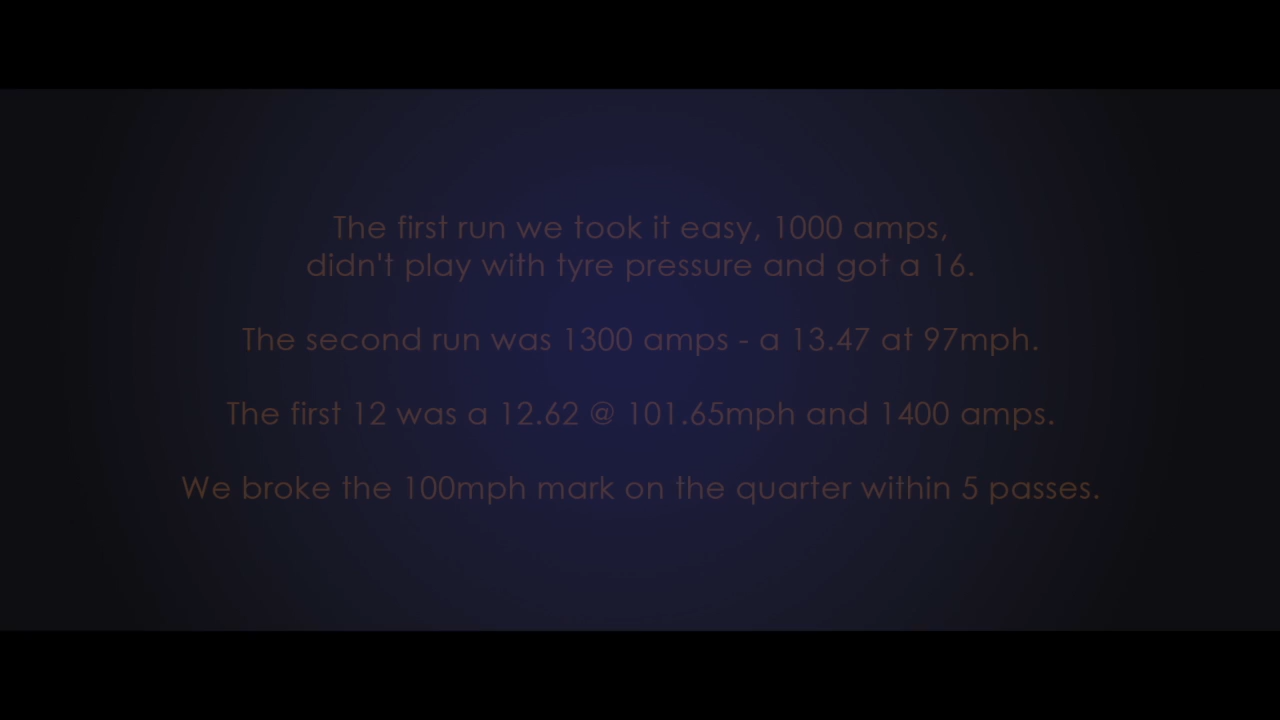 The first run we took it easy, 1000 amps,
didn't play with tyre pressure and got a 16.
The second run was 1300 amps - a 13.47 at 97mph.
The first 12 was a 12.62 @ 101.65mph and 1400 amps.
We broke the 100mph mark on the quarter within 5 passes.